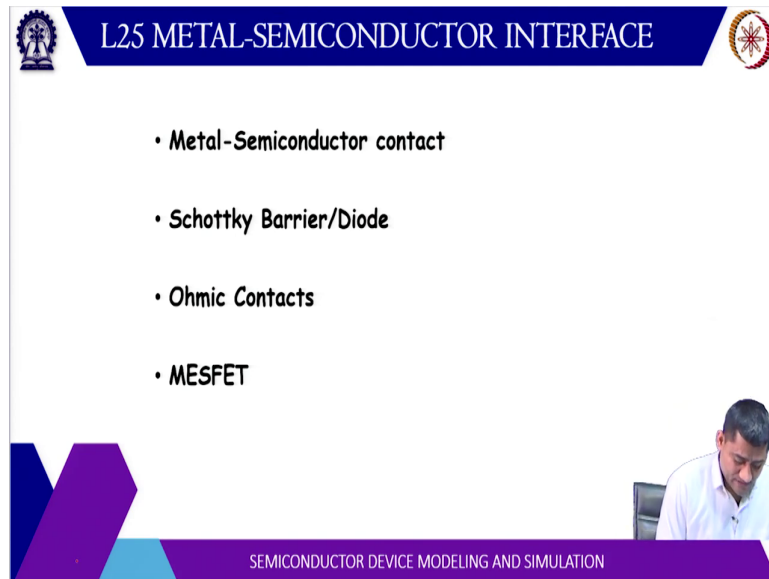 L25 METAL-SEMICONDUCTOR INTERFACE
• Metal-Semiconductor contact
• Schottky Barrier/Diode
• Ohmic Contacts
• MESFET
SEMICONDUCTOR DEVICE MODELING AND SIMULATION